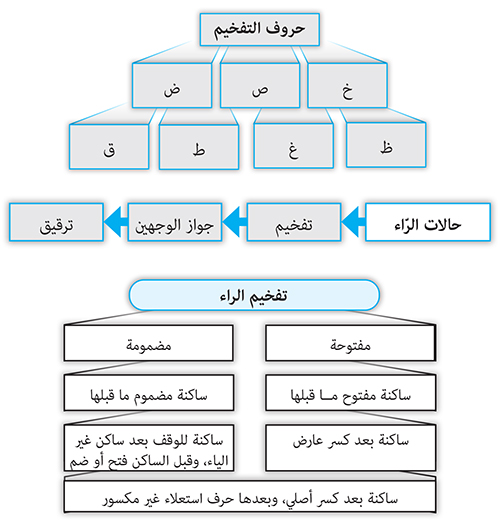 حروف التفخيم
خ
ص
ض
ظ
غ
ط
ق
حالات الرّاء
تفخيم
جواز الوجهين
ترقيق
تفخيم الراء
مفتوحة
مضمومة
ساكنة مفتوح مــا قبلها
ساكنة مضموم ما قبلها
ساكنة بعد كسر عارض
ساكنة للوقف بعد ساكن غير
الياء، وقبل الساكن فتح أو ضم
ساكنة بعد كسر أصلي، وبعدها حرف استعلاء غير مكسور